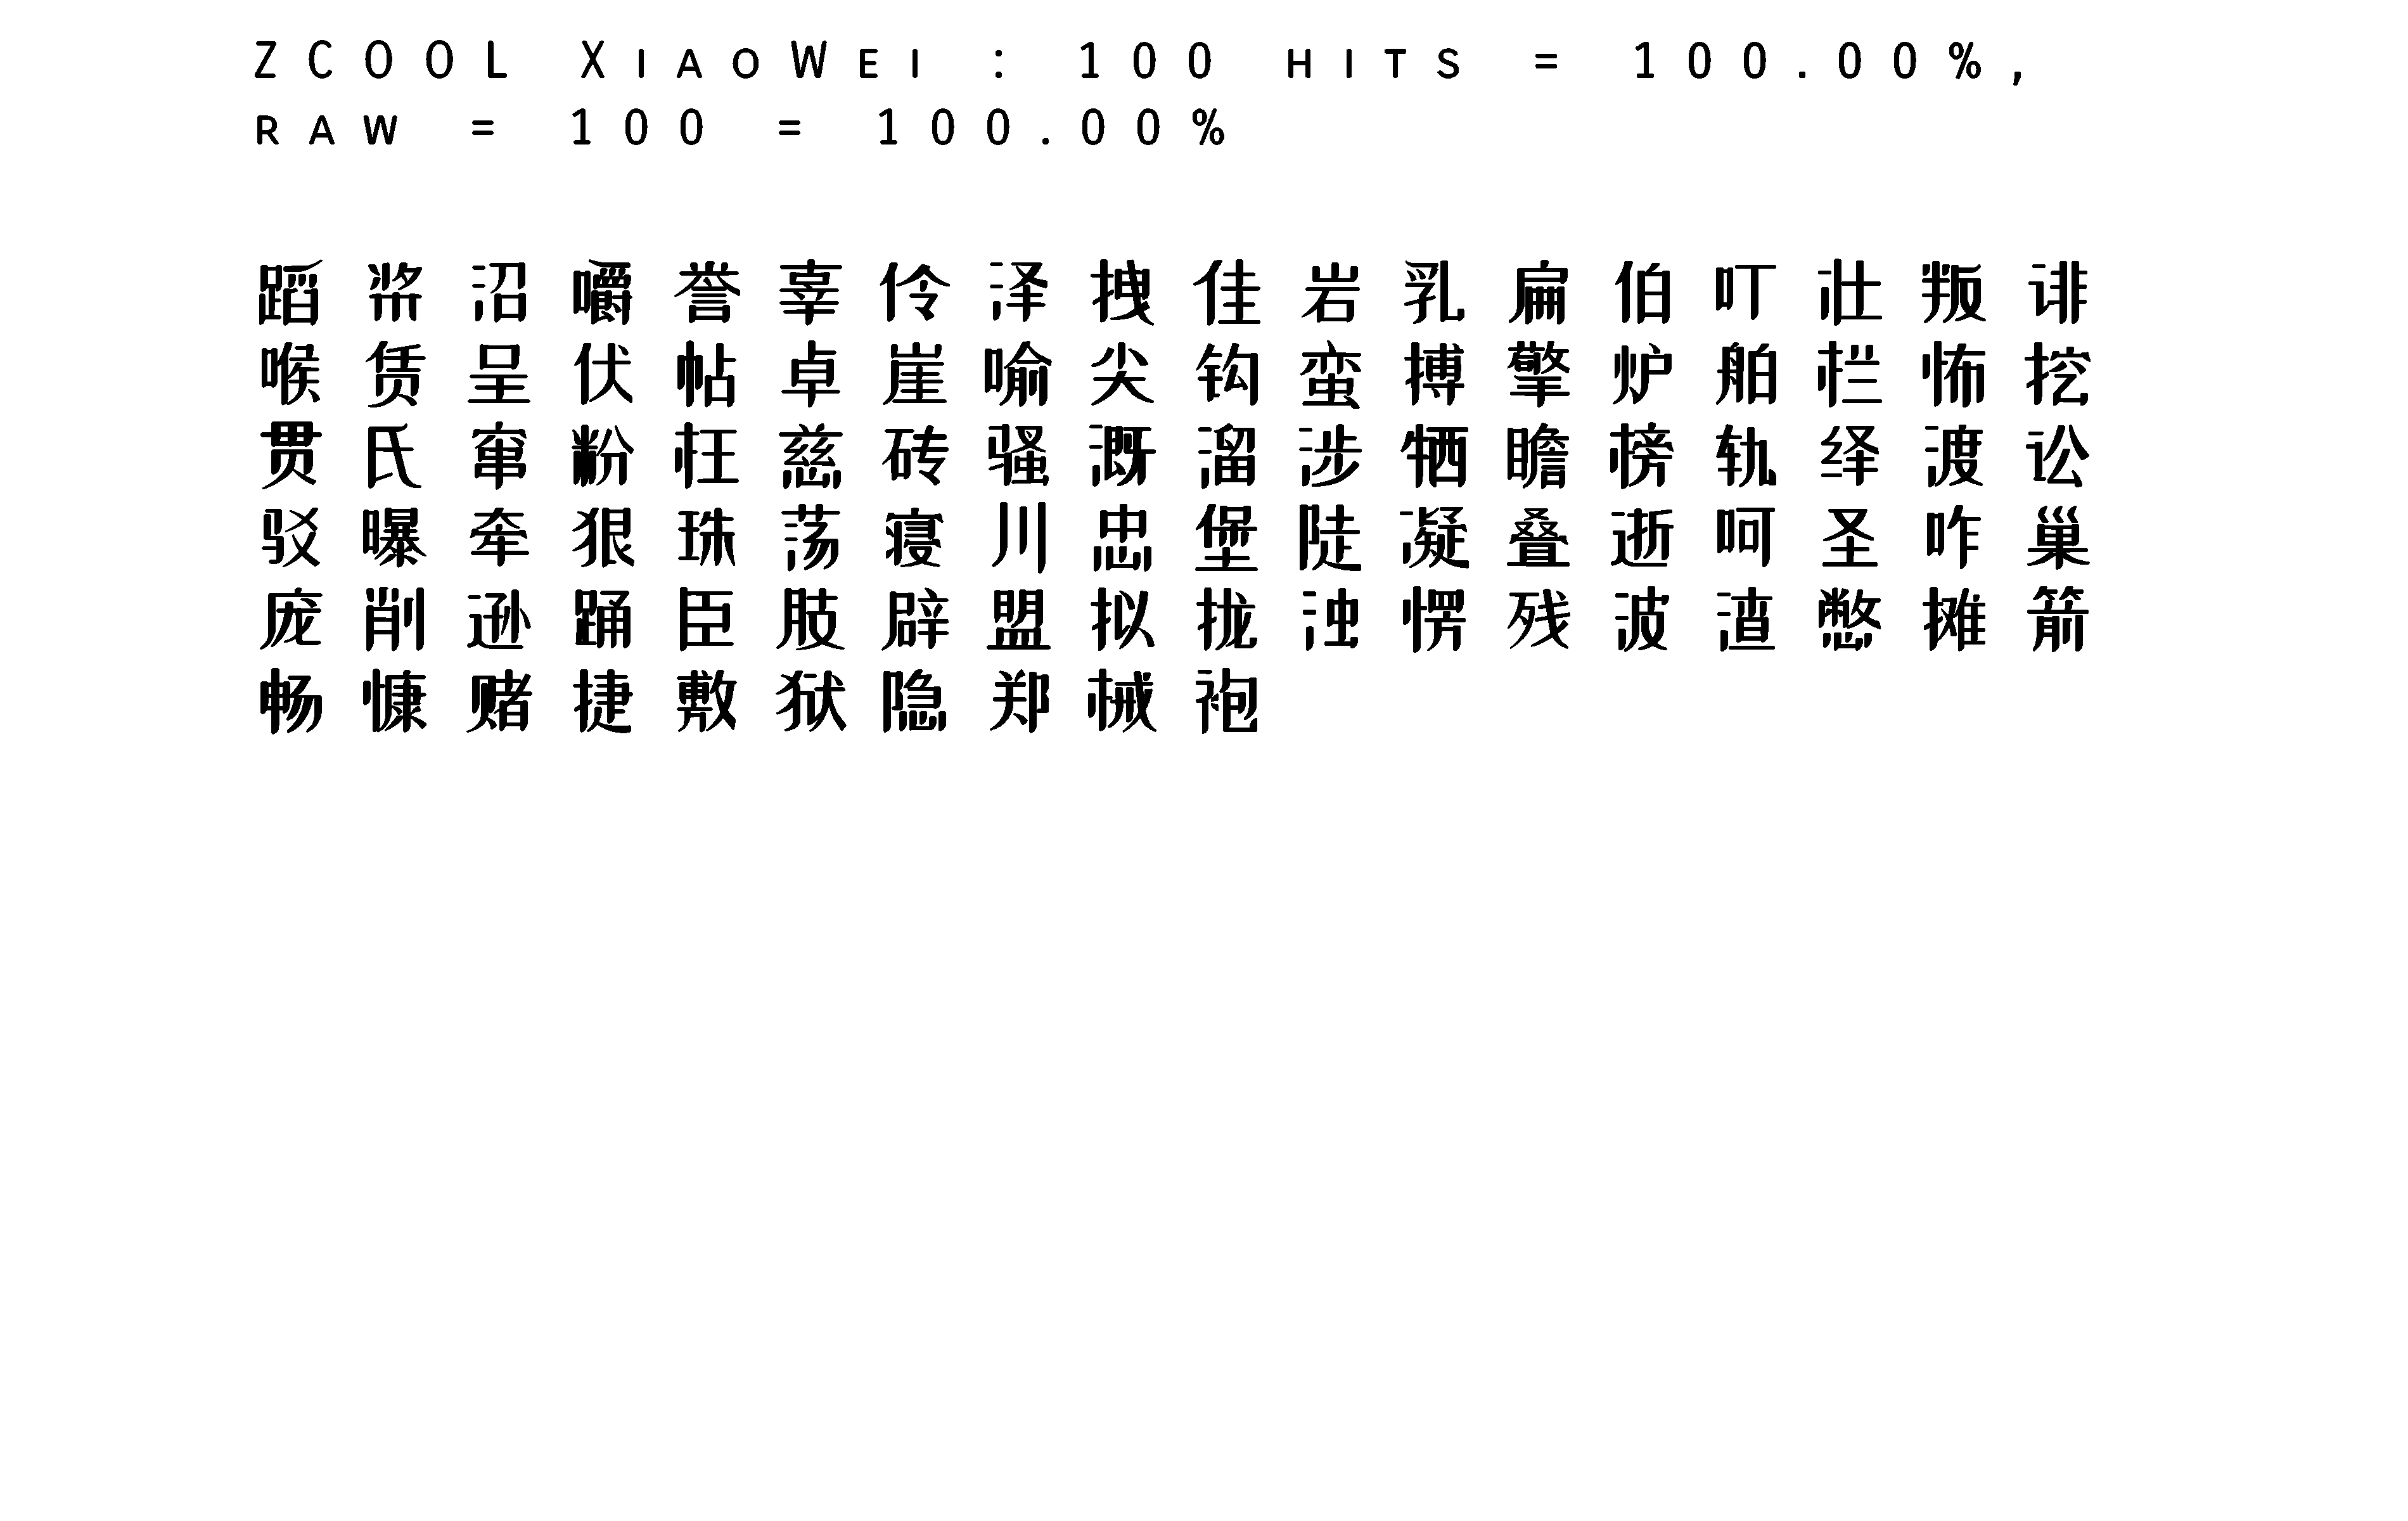 ZCOOL XiaoWei : 100 hits = 100.00%,
raw = 100 = 100.00%
蹈 浆 沼 嚼 誉 辜 伶 泽 拽 佳 岩 乳 扁 伯 叮 壮 叛 诽
喉 赁 呈 伏 帖 卓 崖 喻 尖 钩 蛮 搏 擎 炉 舶 栏 怖 挖
贯 氏 窜 粉 枉 慈 砖 骚 溉 溜 涉 牺 瞻 榜 轨 绎 渡 讼
驳 曝 牵 狠 珠 荡 寝 川 忠 堡 陡 凝 叠 逝 呵 圣 咋 巢
庞 削 逊 踊 臣 肢 辟 盟 拟 拢 浊 愕 残 波 渣 憋 摊 箭
畅 慷 赌 捷 敷 狱 隐 郑 械 袍